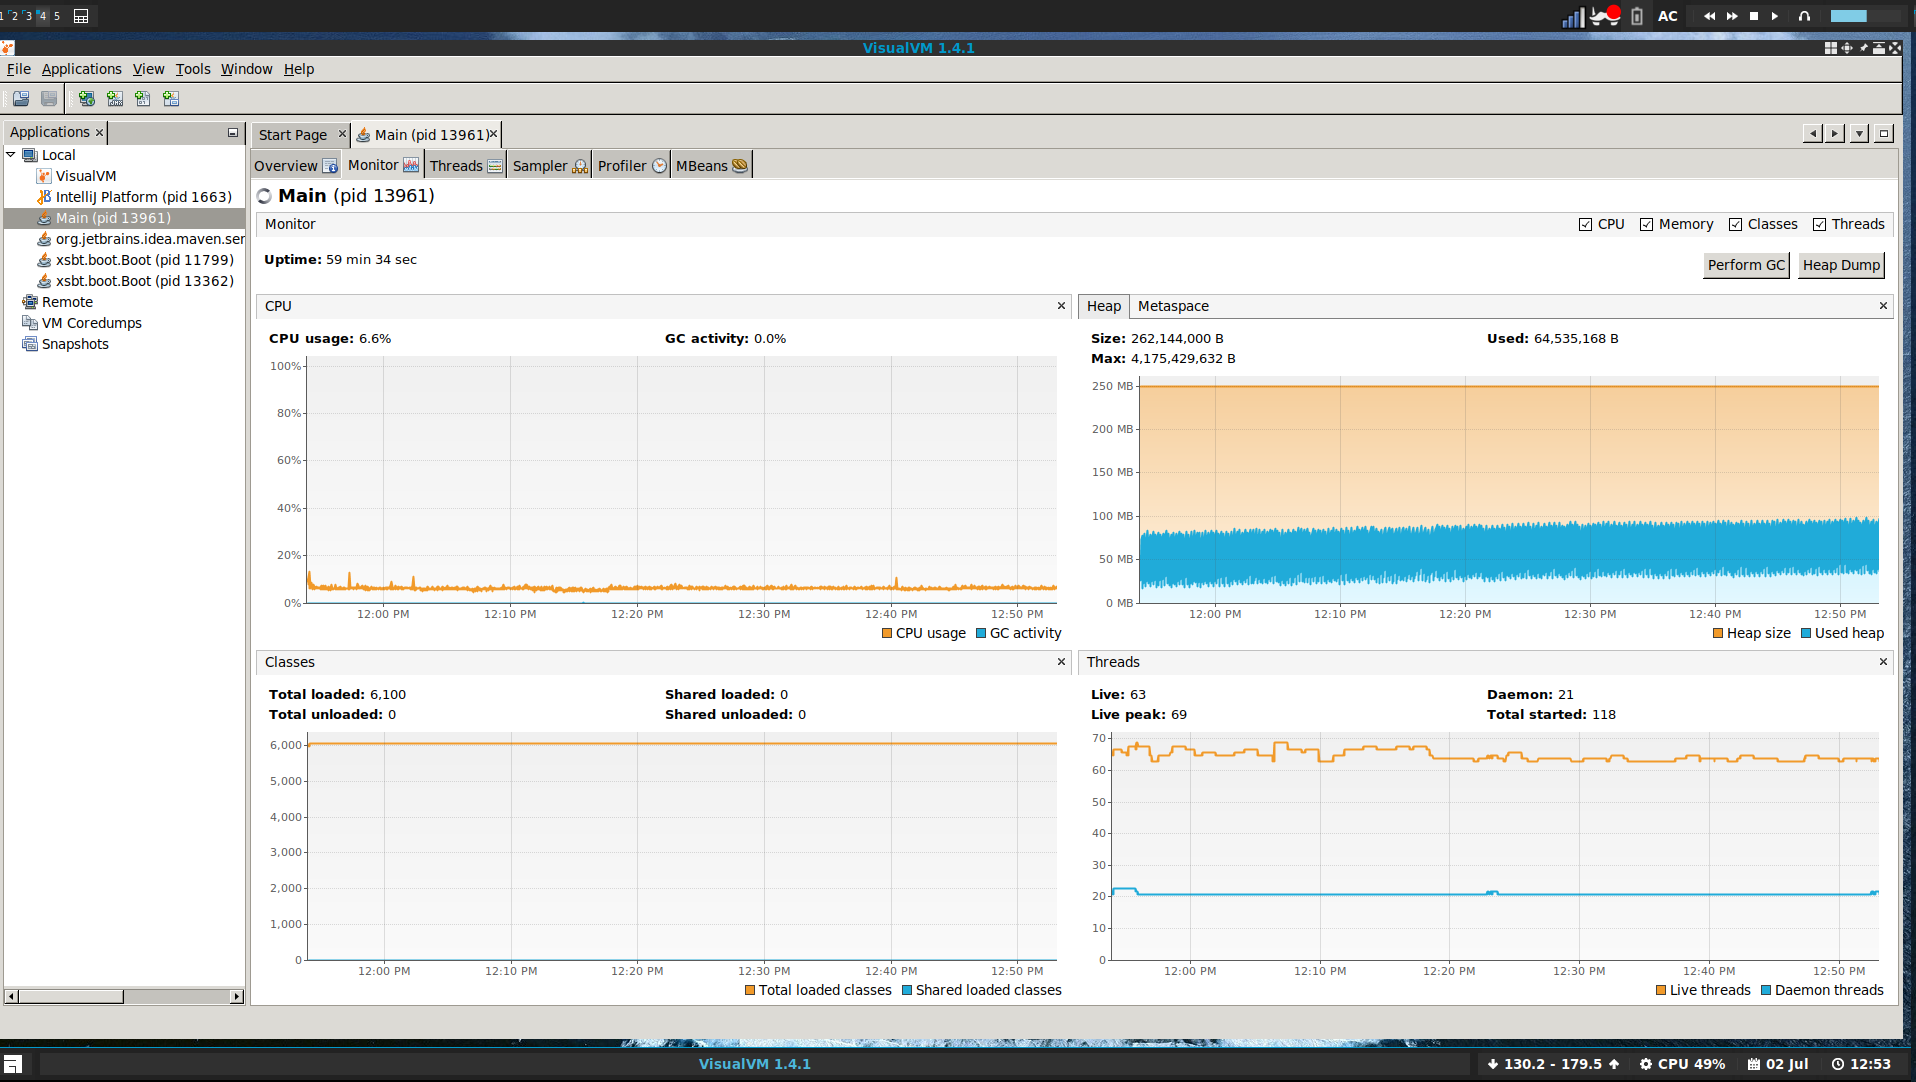 1 2 3 4 5
AC
VisualVM 1.4.1
File Applications View Tools Window Help
Applications
Start Page
Main (pid 13961)
Local
VisualVM
IntelliJ Platform (pid 1663)
Main (pid 13961)
org.jetbrains.idea.maven.ser
xsbt.boot.Boot (pid 11799)
xsbt.boot.Boot (pid 13362)
Remote
VM Coredumps
Snapshots
Overview Monitor Threads Sampler Profiler MBeans
Main (pid 13961)
Monitor
CPU Memory Classes Threads
Uptime: 59 min 34 sec
Perform GC Heap Dump
CPU
CPU usage: 6.6% GC activity: 0.0%
100%
80%
60%
40%
20%
0%
12:00 PM 12:10 PM 12:20 PM 12:30 PM 12:40 PM 12:50 PM
CPU usage GC activity
Heap Metaspace
Size: 262,144,000 B Used: 64,535,168 B
Max: 4,175,429,632 B
250 MB
200 MB
150 MB
100 MB
50 MB
0 MB
12:00 PM 12:10 PM 12:20 PM 12:30 PM 12:40 PM 12:50 PM
Heap size Used heap
Classes
Total loaded: 6,100 Shared loaded: 0
Total unloaded: 0 Shared unloaded: 0
6,000
5,000
4,000
3,000
2,000
1,000
0
12:00 PM 12:10 PM 12:20 PM 12:30 PM 12:40 PM 12:50 PM
Total loaded classes Shared loaded classes
Threads
Live: 63 Daemon: 21
Live peak: 69 Total started: 118
70
60
50
40
30
20
10
0
12:00 PM 12:10 PM 12:20 PM 12:30 PM 12:40 PM 12:50 PM
Live threads Daemon threads
VisualVM 1.4.1
130.2 - 179.5 CPU 49% 02 Jul 12:53